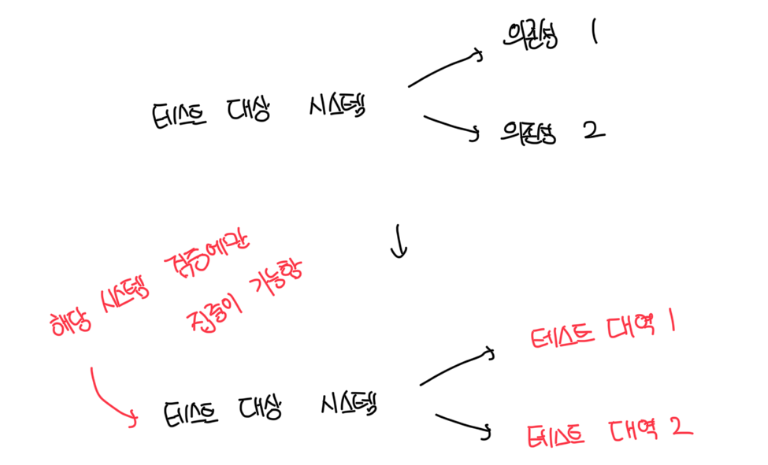 의존성 1
테스트 대상 시스템
의존성 2
해당 시스템 검증에만
집중이 가능함
테스트 대역 1
테스트 대상 시스템
테스트 대역 2